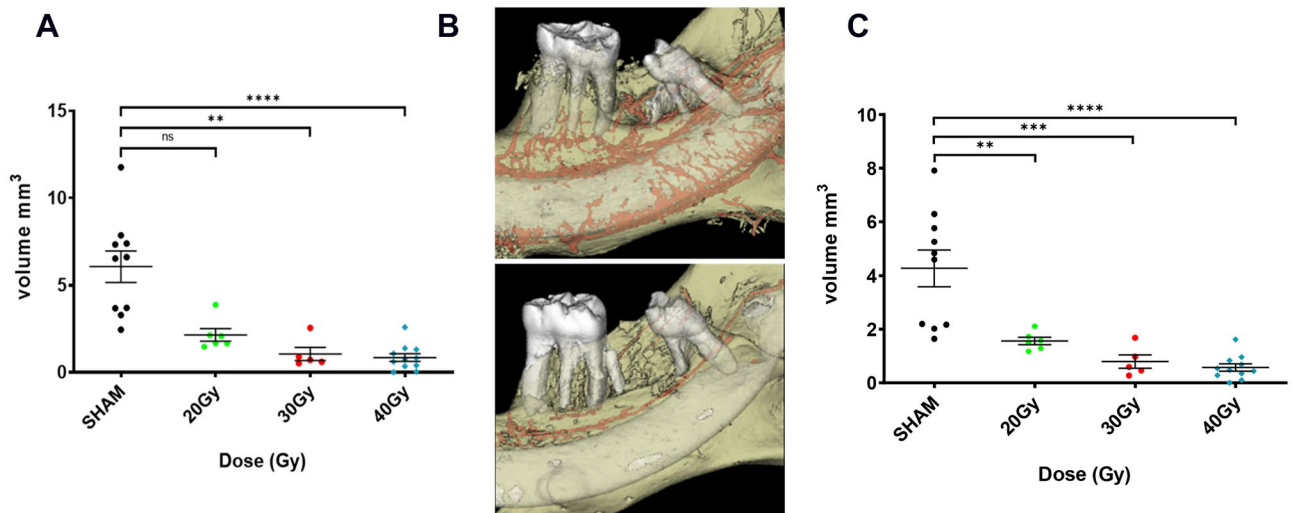 A
volume mm³
15
10
5
0
****
**
ns
SHAM
20Gy
30Gy
40Gy
Dose (Gy)
B
C
volume mm³
10
8
6
4
2
0
****
***
**
SHAM
20Gy
30Gy
40Gy
Dose (Gy)